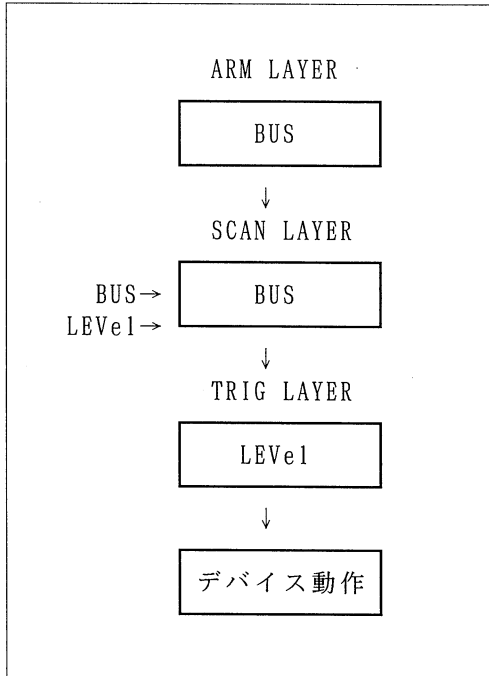 ARM LAYER
BUS
↓
SCAN LAYER
BUS→
BUS
LEVel→
↓
TRIG LAYER
LEVel
↓
デバイス動作